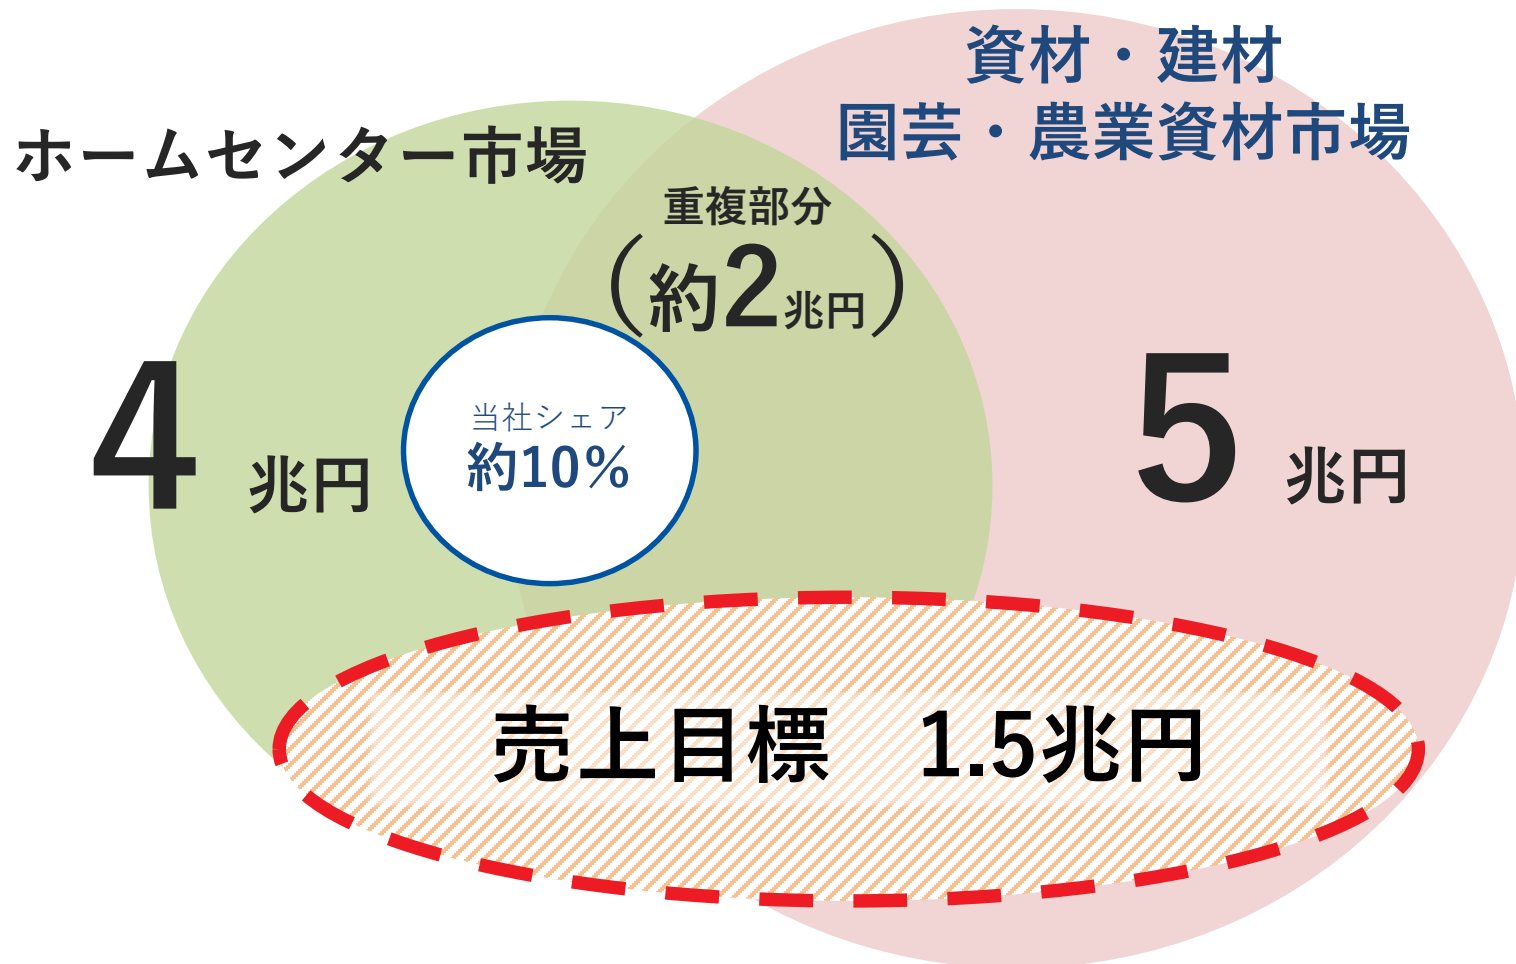 資材・建材
園芸・農業資材市場
ホームセンター市場
重複部分
（約2兆円）
4兆円
当社シェア
約10%
5兆円
売上目標　1.5兆円